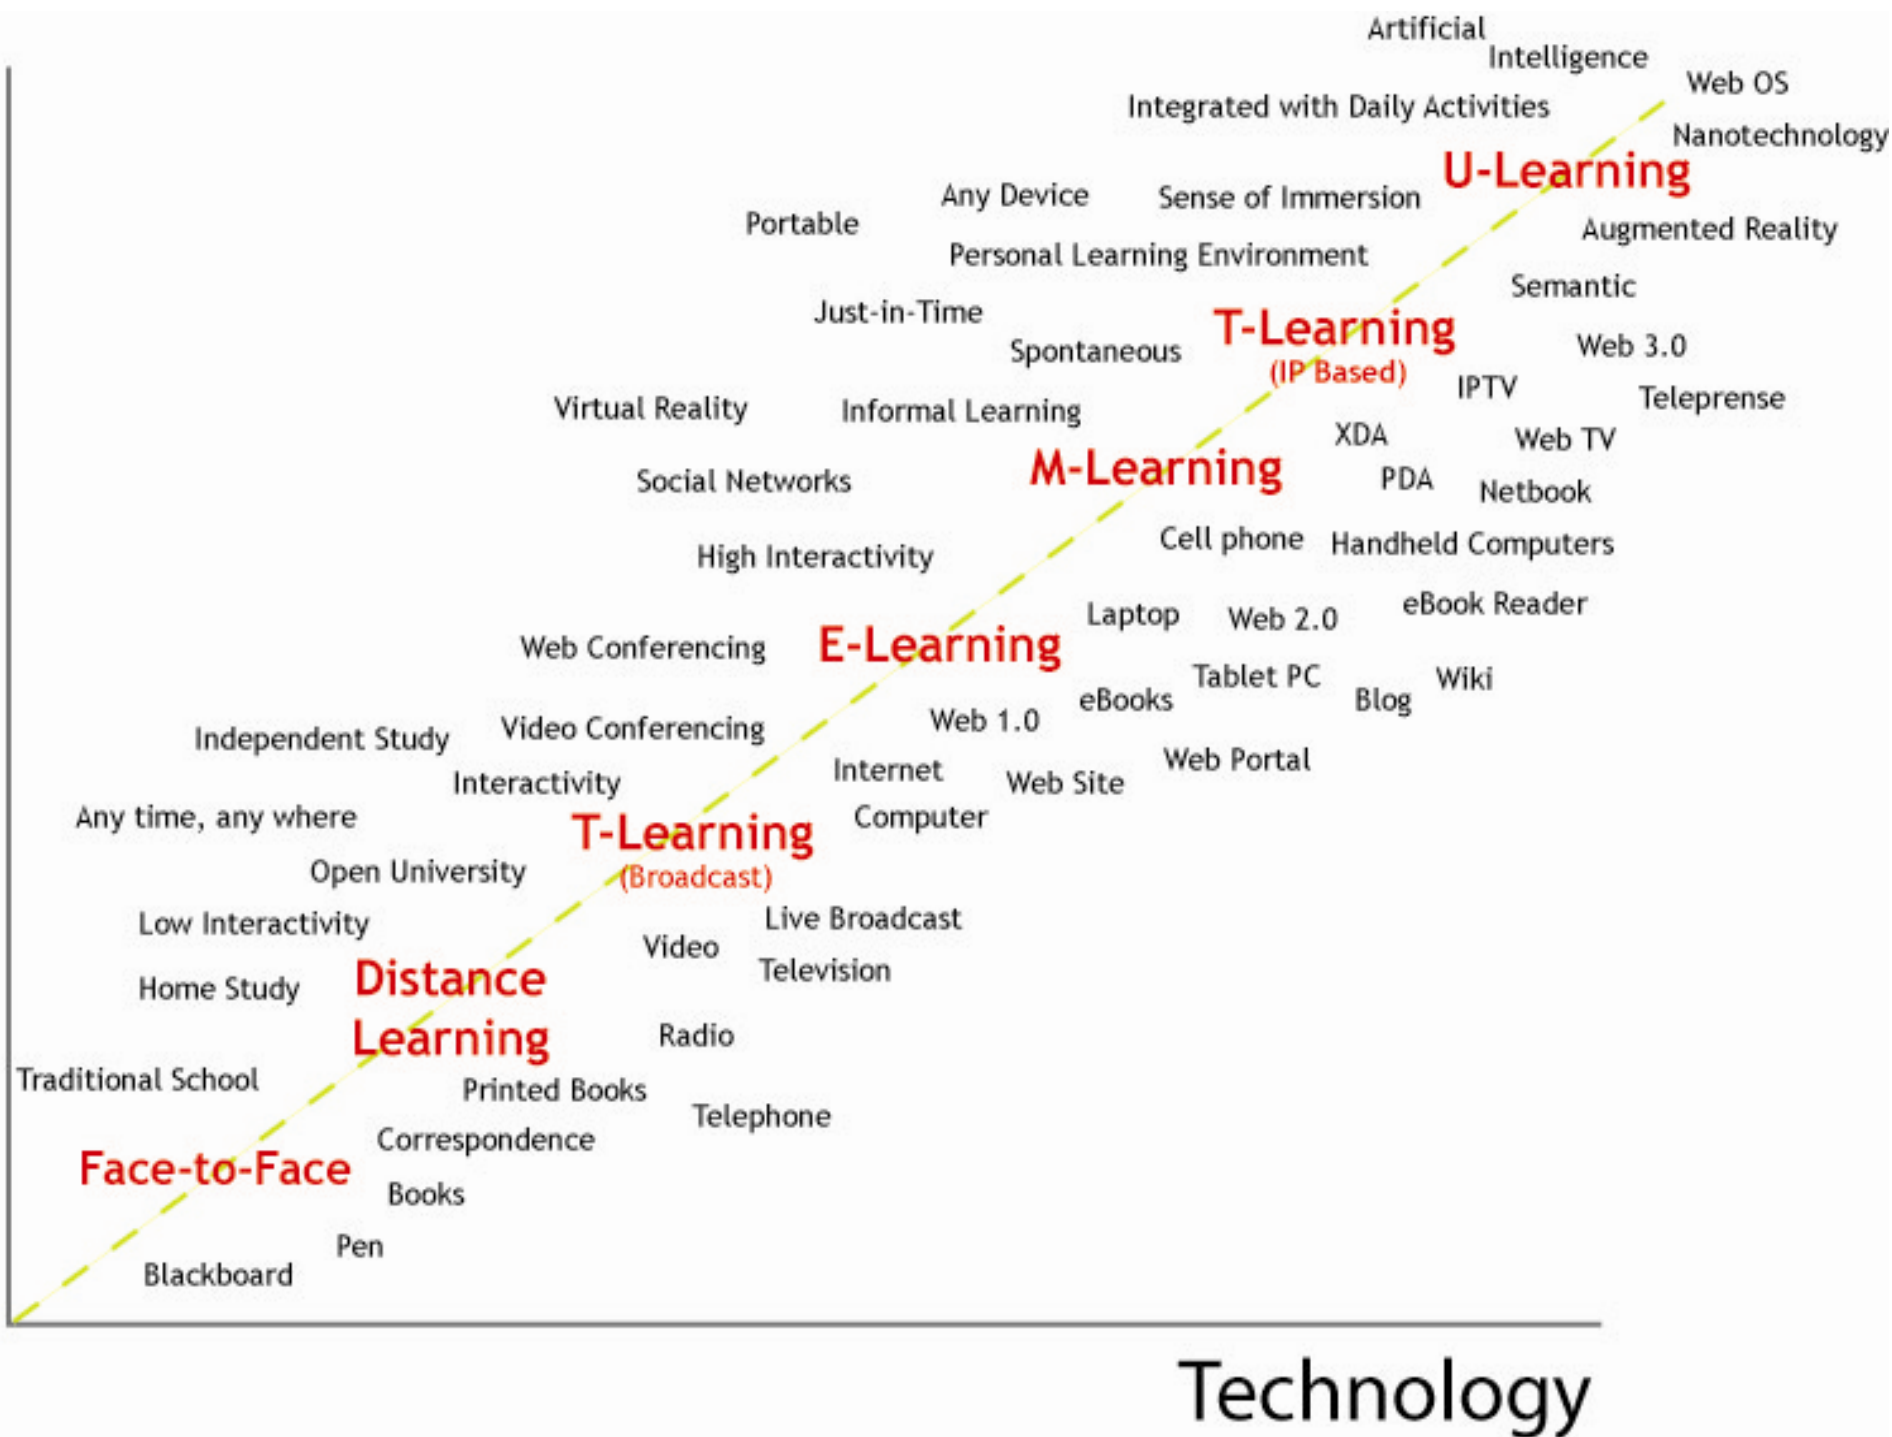 Artificial
Intelligence
Web OS
Integrated with Daily Activities
Nanotechnology
U-Learning
Any Device
Sense of Immersion
Portable
Augmented Reality
Personal Learning Environment
Semantic
Just-in-Time
T-Learning
(IP Based)
Spontaneous
Web 3.0
IPTV
Teleprense
Virtual Reality
Informal Learning
XDA
Web TV
M-Learning
Social Networks
PDA
Netbook
Cell phone
Handheld Computers
High Interactivity
eBook Reader
Laptop
Web 2.0
E-Learning
Web Conferencing
Tablet PC
Wiki
eBooks
Blog
Web 1.0
Video Conferencing
Independent Study
Web Portal
Internet
Web Site
Interactivity
Any time, any where
Computer
T-Learning
(Broadcast)
Open University
Live Broadcast
Low Interactivity
Video
Television
Distance
Learning
Home Study
Radio
Traditional School
Printed Books
Telephone
Correspondence
Face-to-Face
Books
Pen
Blackboard
Technology